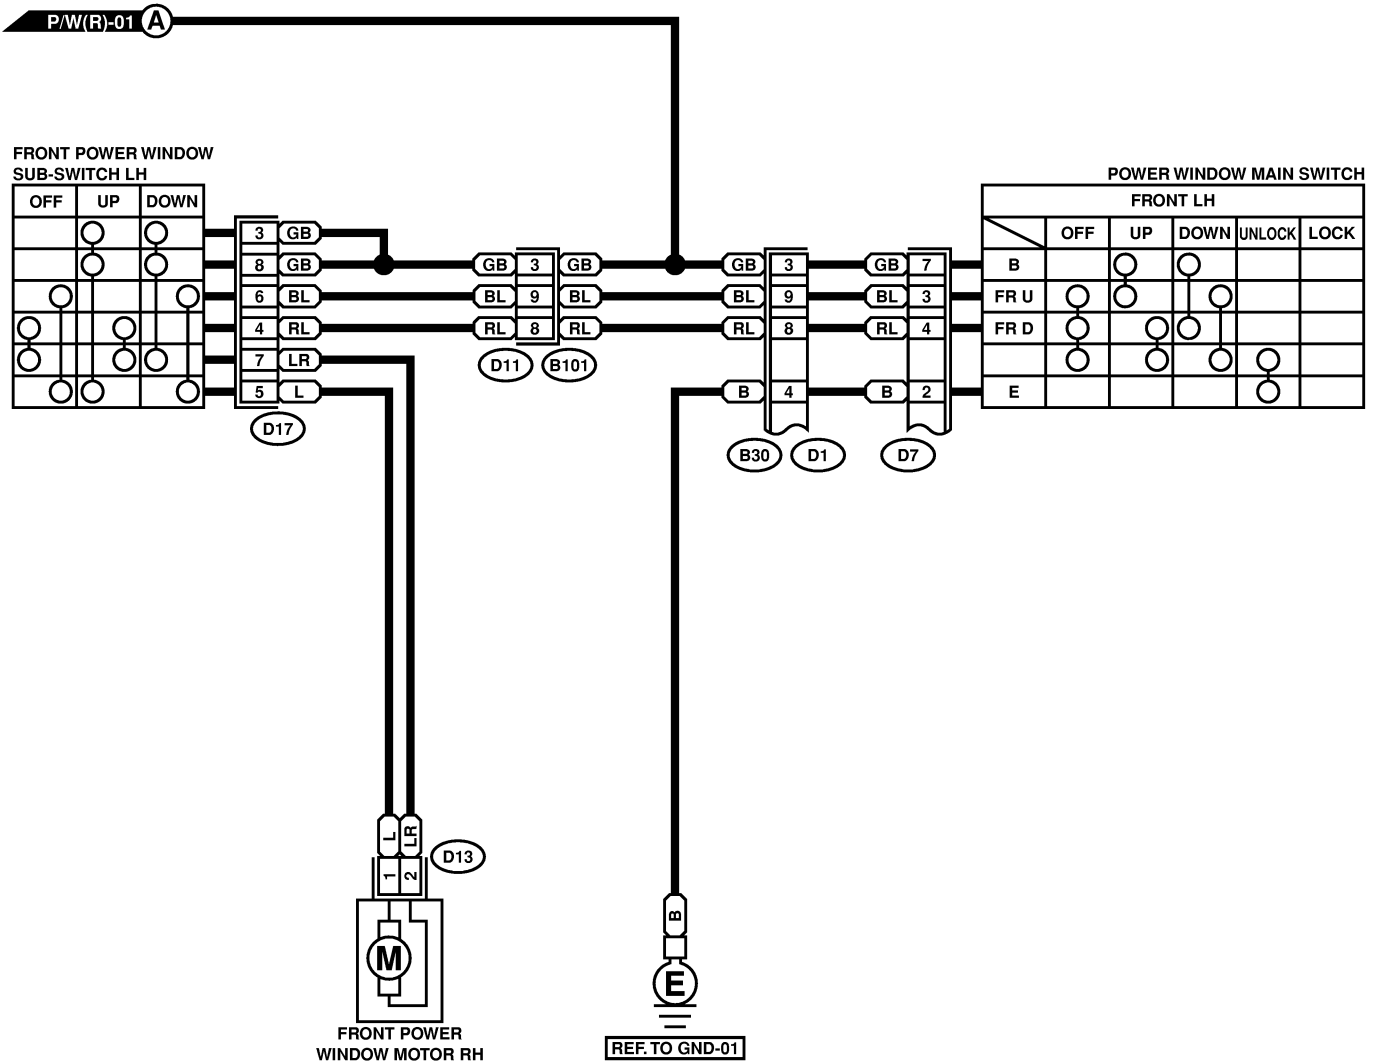 P/W(R)-01 A
FRONT POWER WINDOW
SUB-SWITCH LH
OFF UP DOWN
POWER WINDOW MAIN SWITCH
FRONT LH
OFF UP DOWN UNLOCK LOCK
3 GB
8 GB GB 3 GB GB 3 GB 7 B
6 BL BL 9 BL BL 9 BL 3 FR U
4 RL RL 8 RL RL 8 RL 4 FR D
7 LR
D11 B101
5 L B 4 B 2 E
D17
B30 D1 D7
L LR
D13
1 2
B
M
E
FRONT POWER
WINDOW MOTOR RH
REF. TO GND-01